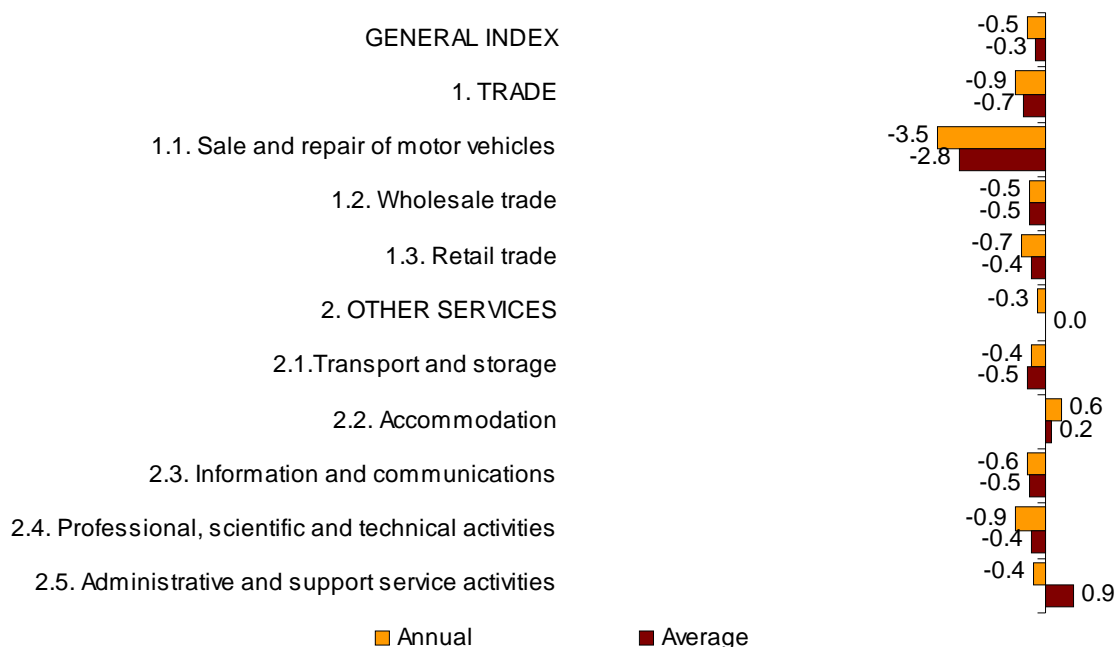 GENERAL INDEX
-0.5
-0.3
1. TRADE
-0.9
-0.7
1.1. Sale and repair of motor vehicles
-3.5
-2.8
1.2. Wholesale trade
-0.5
-0.5
1.3. Retail trade
-0.7
-0.4
2. OTHER SERVICES
-0.3
0.0
2.1.Transport and storage
-0.4
-0.5
2.2. Accommodation
0.6
0.2
2.3. Information and communications
-0.6
-0.5
2.4. Professional, scientific and technical activities
-0.9
-0.4
2.5. Administrative and support service activities
-0.4
0.9
Annual
Average